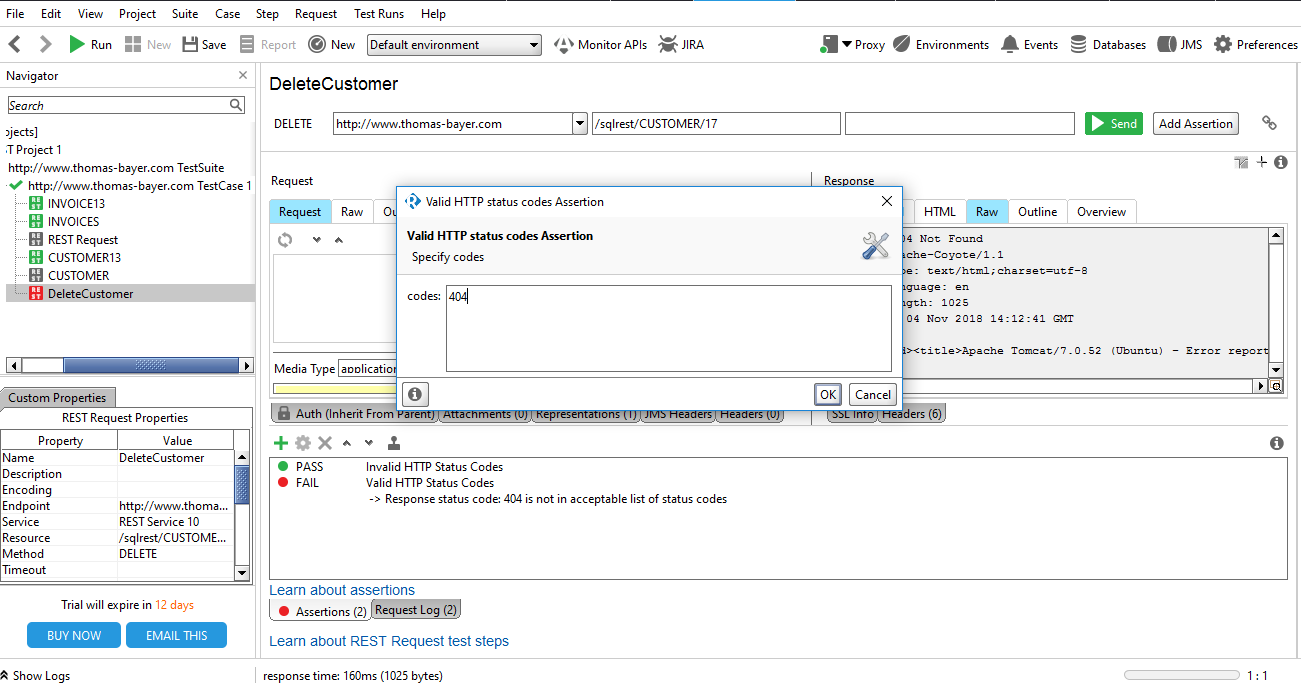 File Edit View Project Suite Case Step Request Test Runs Help
Run New Save Report New Default environment Monitor APIs JIRA Proxy Environments Events Databases JMS Preferences
Navigator
Search
ojects]
T Project 1
http://www.thomas-bayer.com TestSuite
http://www.thomas-bayer.com TestCase 1
INVOICE13
INVOICES
REST Request
CUSTOMER13
CUSTOMER
DeleteCustomer
Custom Properties
REST Request Properties
Property Value
Name DeleteCustomer
Description
Encoding
Endpoint http://www.thoma...
Service REST Service 10
Resource /sqlrest/CUSTOME...
Method DELETE
Timeout
Trial will expire in 12 days
BUY NOW EMAIL THIS
Show Logs
DeleteCustomer
DELETE http://www.thomas-bayer.com /sqlrest/CUSTOMER/17 Send Add Assertion
Request
Request Raw Ou
Media Type application
Response
HTML Raw Outline Overview
04 Not Found
ache-Coyote/1.1
pe: text/html;charset=utf-8
nguage: en
ngth: 1025
04 Nov 2018 14:12:41 GMT
d><title>Apache Tomcat/7.0.52 (Ubuntu) - Error report
Valid HTTP status codes Assertion
Valid HTTP status codes Assertion
Specify codes
codes: 404
OK Cancel
Auth (Inherit From Parent) Attachments (0) Representations (1) JMS Headers Headers (0) SSL Info Headers (6)
PASS Invalid HTTP Status Codes
FAIL Valid HTTP Status Codes
-> Response status code: 404 is not in acceptable list of status codes
Learn about assertions
Assertions (2) Request Log (2)
Learn about REST Request test steps
response time: 160ms (1025 bytes) 1 : 1